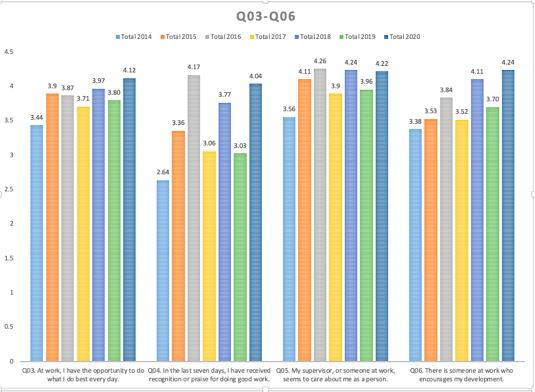 Q03-Q06
Total 2014 Total 2015 Total 2016 Total 2017 Total 2018 Total 2019 Total 2020
4.5
4
3.5
3
2.5
2
1.5
1
0.5
0
3.44 3.9 3.87 3.71 3.97 3.80 4.12
2.64 3.36 4.17 3.06 3.77 3.03 4.04
3.56 4.11 4.26 3.9 4.24 3.96 4.22
3.38 3.53 3.84 3.52 4.11 3.70 4.24
Q03. At work, I have the opportunity to do
what I do best every day.
Q04. In the last seven days, I have received
recognition or praise for doing good work.
Q05. My supervisor, or someone at work,
seems to care about me as a person.
Q06. There is someone at work who
encourages my development.